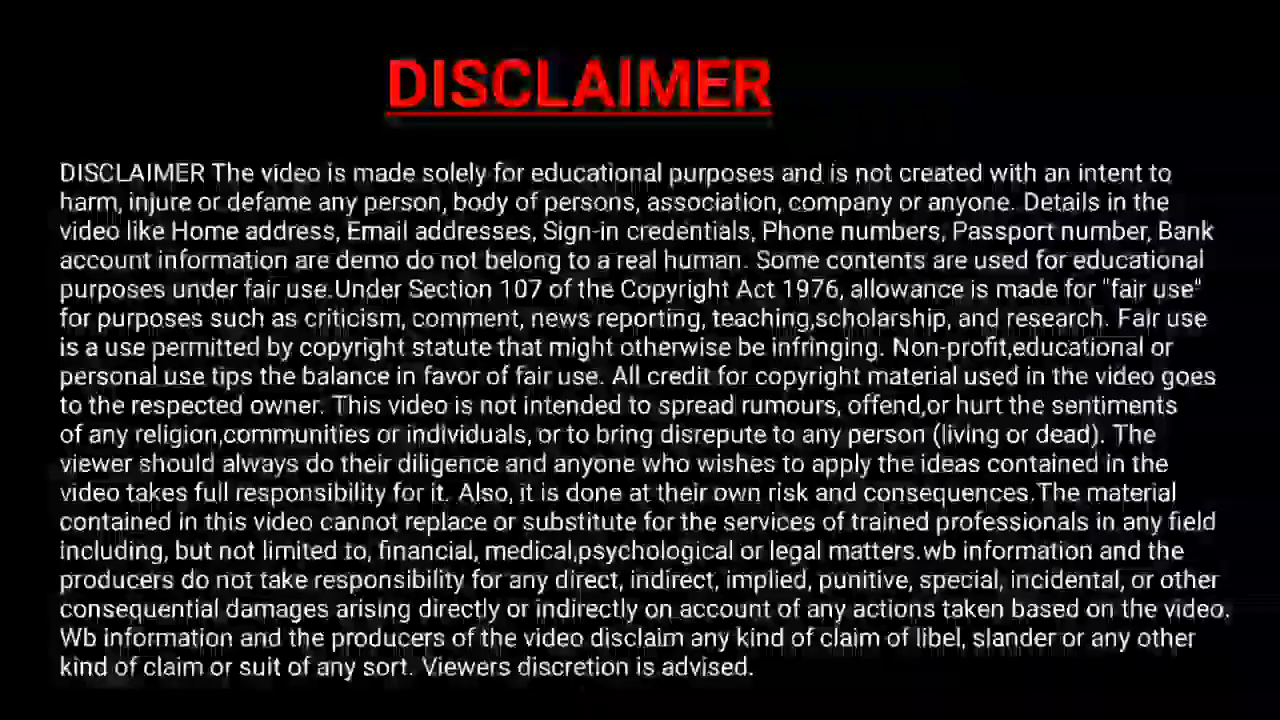 DISCLAIMER
DISCLAIMER The video is made solely for educational purposes and is not created with an intent to
harm, injure or defame any person, body of persons, association, company or anyone. Details in the
video like Home address, Email addresses, Sign-in credentials, Phone numbers, Passport number, Bank
account information are demo do not belong to a real human. Some contents are used for educational
purposes under fair use.Under Section 107 of the Copyright Act 1976, allowance is made for "fair use"
for purposes such as criticism, comment, news reporting, teaching,scholarship, and research. Fair use
is a use permitted by copyright statute that might otherwise be infringing. Non-profit,educational or
personal use tips the balance in favor of fair use. All credit for copyright material used in the video goes
to the respected owner. This video is not intended to spread rumours, offend,or hurt the sentiments
of any religion,communities or individuals, or to bring disrepute to any person (living or dead). The
viewer should always do their diligence and anyone who wishes to apply the ideas contained in the
video takes full responsibility for it. Also, it is done at their own risk and consequences.The material
contained in this video cannot replace or substitute for the services of trained professionals in any field
including, but not limited to, financial, medical,psychological or legal matters.wb information and the
producers do not take responsibility for any direct, indirect, implied, punitive, special, incidental, or other
consequential damages arising directly or indirectly on account of any actions taken based on the video.
Wb information and the producers of the video disclaim any kind of claim of libel, slander or any other
kind of claim or suit of any sort. Viewers discretion is advised.